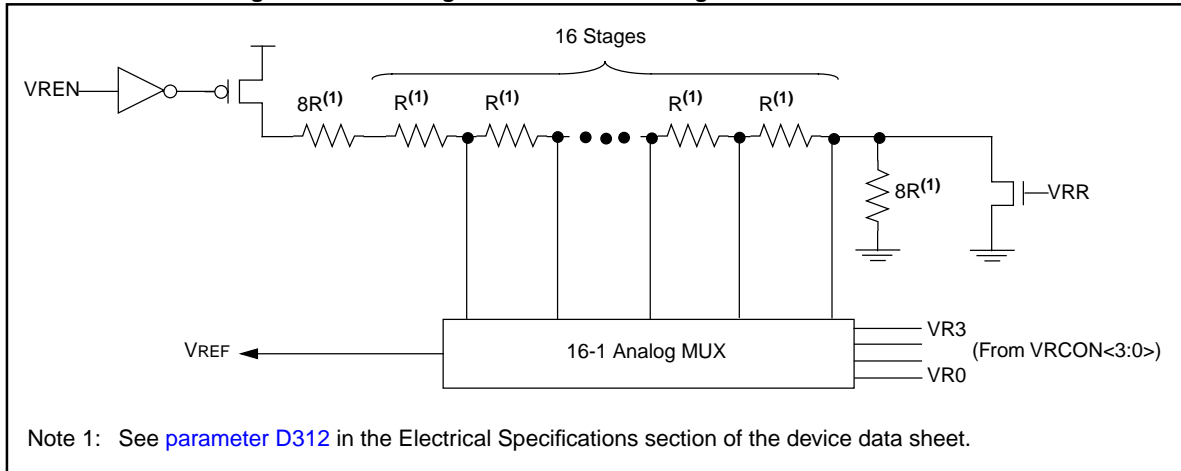 16 Stages
VREN
8R(1) R(1) R(1) R(1) R(1)
8R(1)
VRR
VREF
16-1 Analog MUX
VR3
(From VRCON<3:0>)
VR0
Note 1: See parameter D312 in the Electrical Specifications section of the device data sheet.